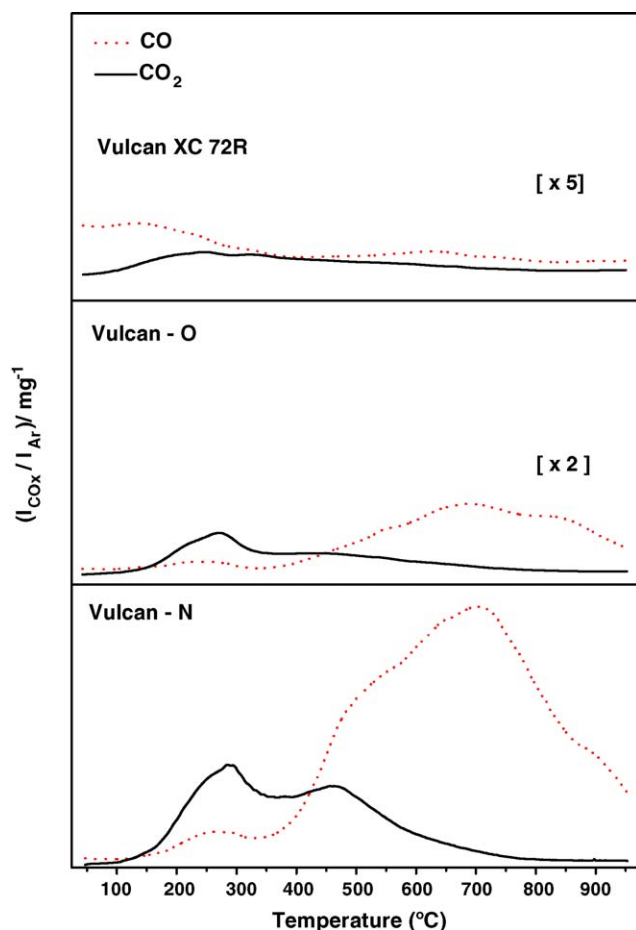 CO
CO2
Vulcan XC 72R
[ x 5]
Vulcan - O
[ x 2 ]
Vulcan - N
(ICOx / IAr)/ mg-1
100 200 300 400 500 600 700 800 900
Temperature (ºC)